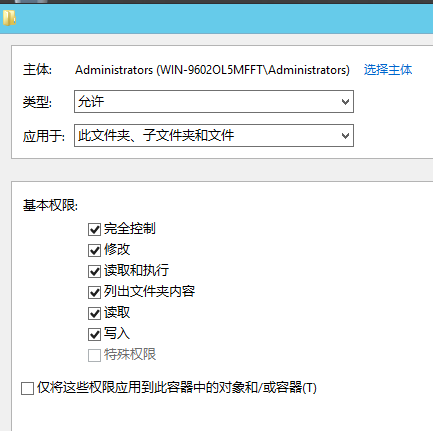 主体: Administrators (WIN-9602OL5MFFT\Administrators) 选择主体
类型: 允许
应用于: 此文件夹、子文件夹和文件
基本权限:
完全控制
修改
读取和执行
列出文件夹内容
读取
写入
特殊权限
仅将这些权限应用到此容器中的对象和/或容器(T)